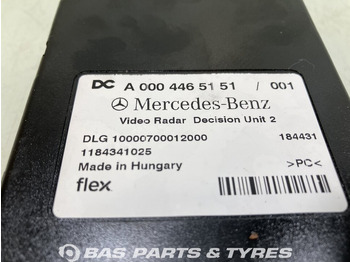 DC A 000 446 51 51 / 001
Mercedes-Benz
Video Radar Decision Unit 2
DLG 10000700012000 184431
1184341025
Made in Hungary >PC<
flex
BAS PARTS & TYRES